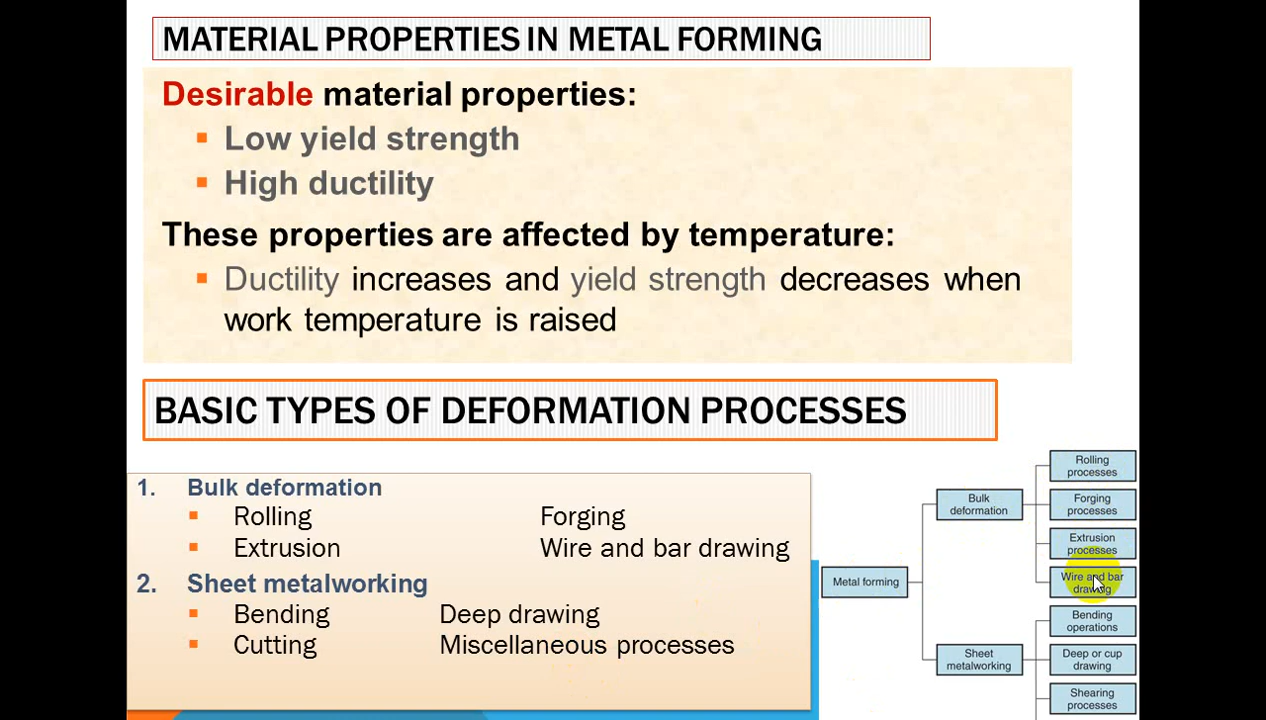 MATERIAL PROPERTIES IN METAL FORMING
Desirable material properties:
▪ Low yield strength
▪ High ductility
These properties are affected by temperature:
▪ Ductility increases and yield strength decreases when
work temperature is raised
BASIC TYPES OF DEFORMATION PROCESSES
1. Bulk deformation
▪ Rolling Forging
▪ Extrusion Wire and bar drawing
2. Sheet metalworking
▪ Bending Deep drawing
▪ Cutting Miscellaneous processes
Metal forming
Bulk
deformation
Rolling
processes
Forging
processes
Extrusion
processes
Wire and bar
drawing
Sheet
metalworking
Bending
operations
Deep or cup
drawing
Shearing
processes